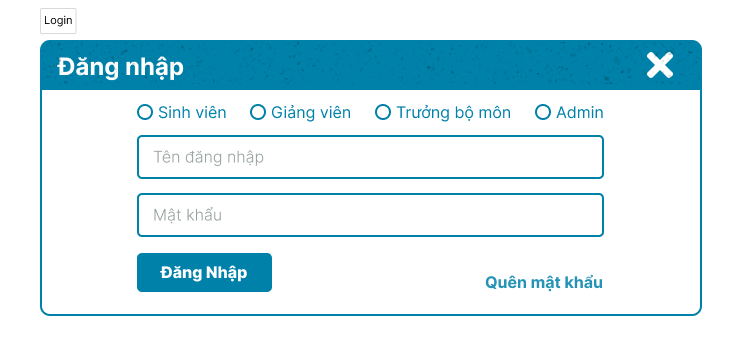 Login
Đăng nhập
Sinh viên Giảng viên Trưởng bộ môn Admin
Tên đăng nhập
Mật khẩu
Đăng Nhập
Quên mật khẩu